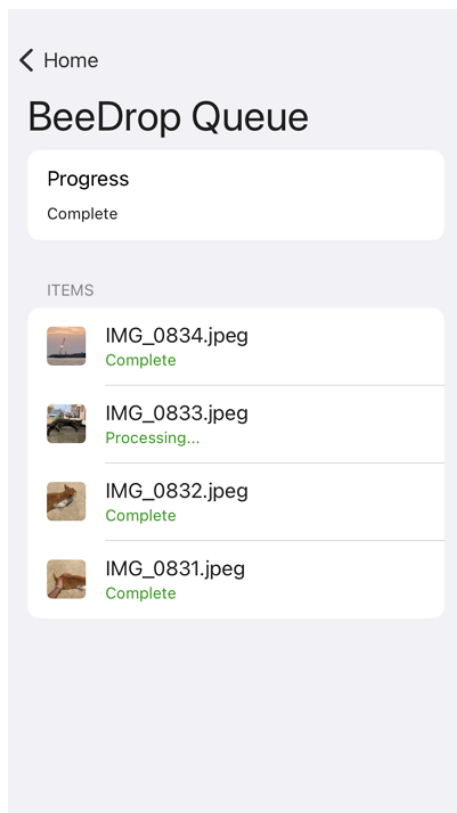 Home
BeeDrop Queue
Progress
Complete
ITEMS
IMG_0834.jpeg
Complete
IMG_0833.jpeg
Processing...
IMG_0832.jpeg
Complete
IMG_0831.jpeg
Complete